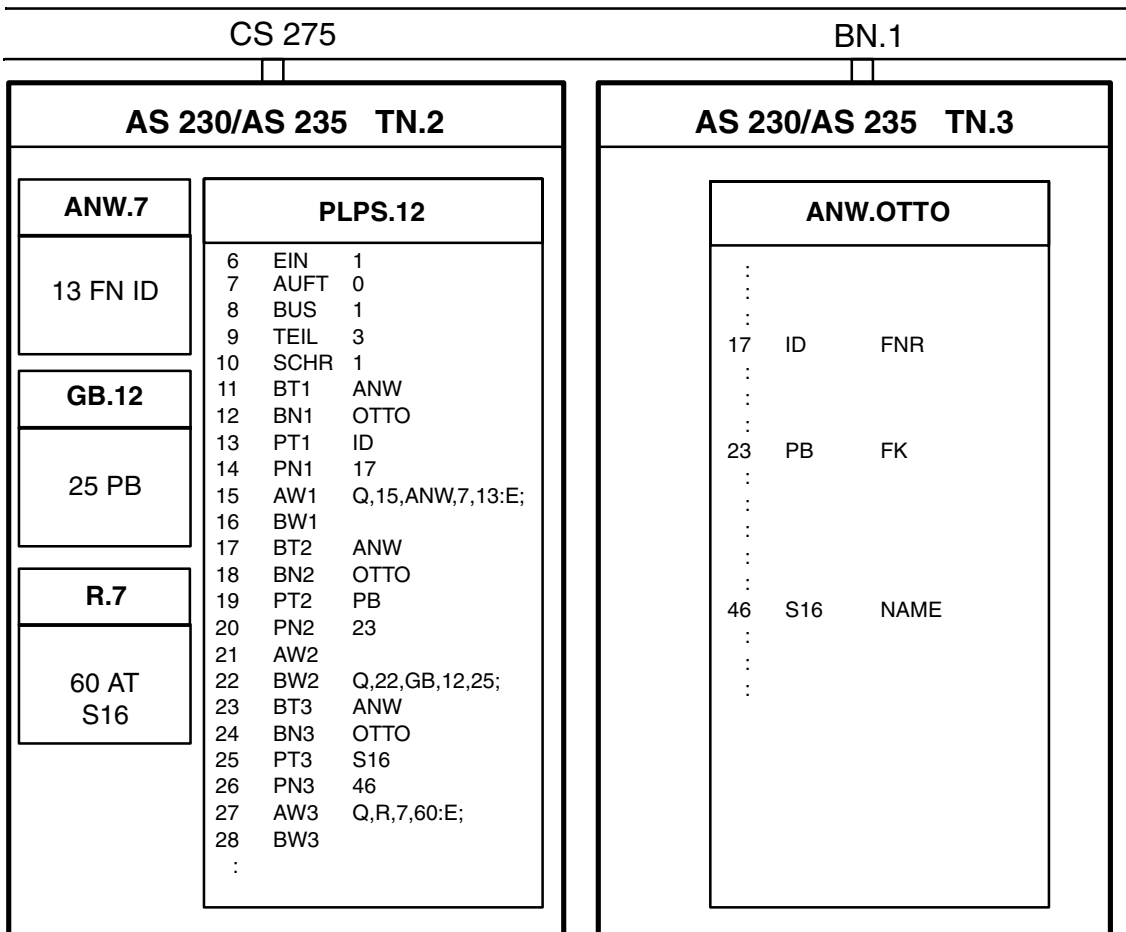 CS 275 BN.1
AS 230/AS 235 TN.2
ANW.7
13 FN ID
GB.12
25 PB
R.7
60 AT
S16
PLPS.12
6 EIN 1
7 AUFT 0
8 BUS 1
9 TEIL 3
10 SCHR 1
11 BT1 ANW
12 BN1 OTTO
13 PT1 ID
14 PN1 17
15 AW1 Q,15,ANW,7,13:E;
16 BW1
17 BT2 ANW
18 BN2 OTTO
19 PT2 PB
20 PN2 23
21 AW2
22 BW2 Q,22,GB,12,25;
23 BT3 ANW
24 BN3 OTTO
25 PT3 S16
26 PN3 46
27 AW3 Q,R,7,60:E;
28 BW3
:
AS 230/AS 235 TN.3
ANW.OTTO
:
:
:
17 ID FNR
:
:
:
23 PB FK
:
:
:
:
:
46 S16 NAME
:
:
: